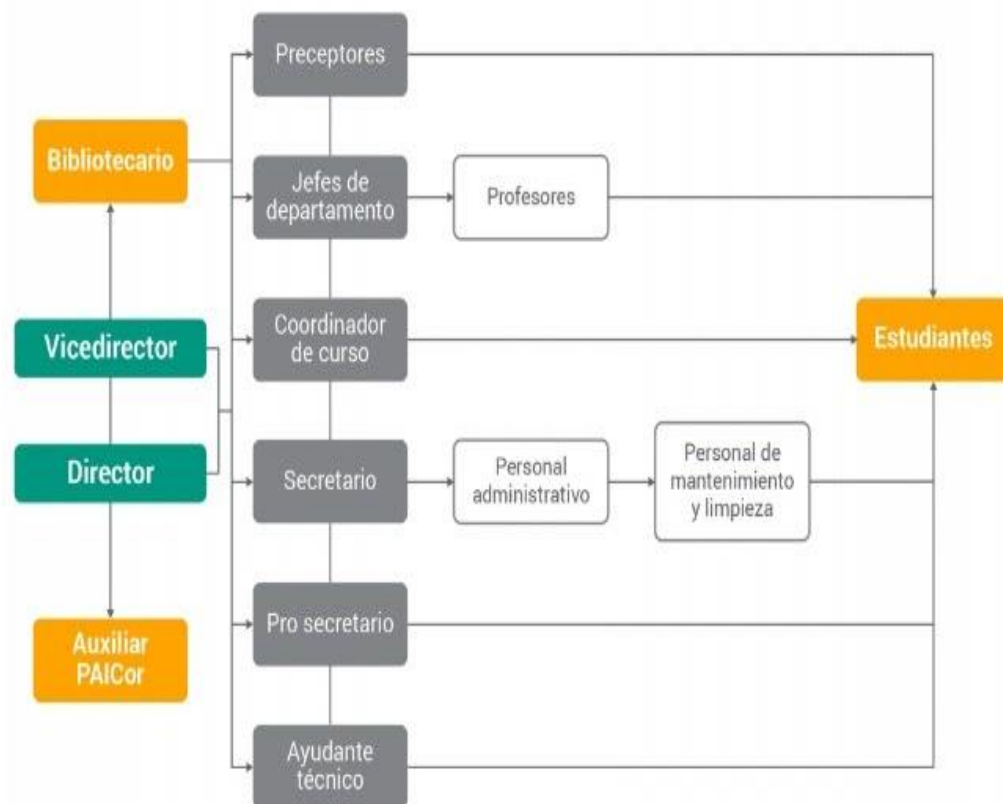 Preceptores
Bibliotecario
Jefes de
departamento
Profesores
Vicedirector
Coordinador
de curso
Estudiantes
Director
Secretario
Personal
administrativo
Personal de
mantenimiento
y limpieza
Auxiliar
PAICor
Pro secretario
Ayudante
técnico